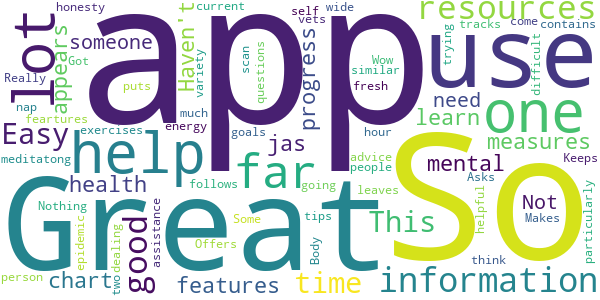 honesty
self
current
wide
app
resources
lot
appears
someone
Haven't
vets
tracks
come
contains
Really
Got
Wow
use
trying
difficult
nap
puts
variety
scan
questions
similar
fresh
one
feartures
much
progress
learn
need
Easy
exercises
energy
goals
hour
measures
meditatong
help
jas
advice
people
mental
Keeps
health
follows
far
going
leaves
So
Asks
particularly
Nothing
Great
Some
This
helpful
Not
Makes
epidemic
good
assistance
Offers
tips
Body
think
person
two
dealing
chart
features
time
information